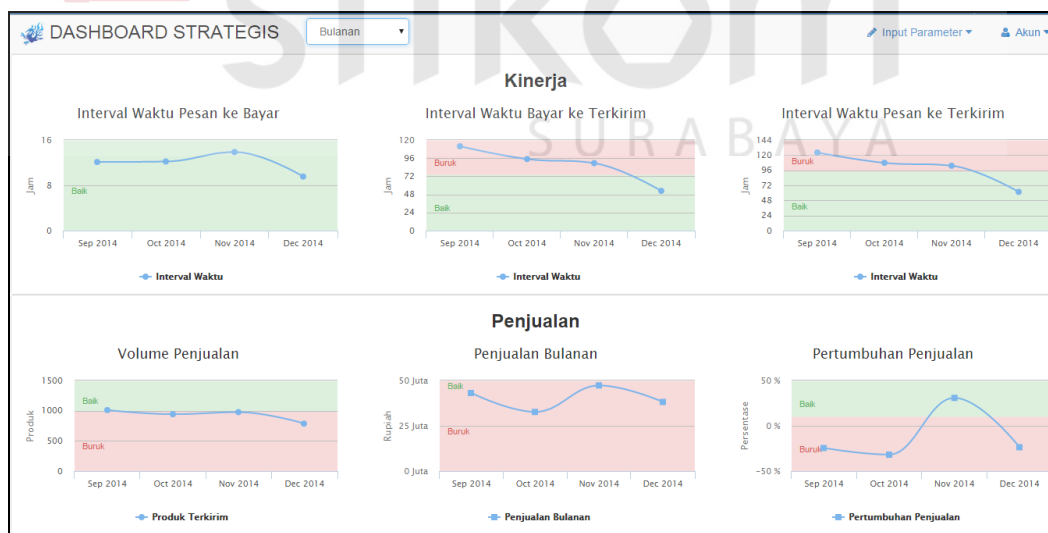 stikom
SURABAYA
DASHBOARD STRATEGIS
Bulanan
Input Parameter
Akun
Kinerja
Interval Waktu Pesan ke Bayar
16
8
0
Jam
Baik
Sep 2014 Oct 2014 Nov 2014 Dec 2014
Interval Waktu
Interval Waktu Bayar ke Terkirim
120
96
72
48
24
0
Jam
Buruk
Baik
Sep 2014 Oct 2014 Nov 2014 Dec 2014
Interval Waktu
Interval Waktu Pesan ke Terkirim
144
120
96
72
48
24
0
Jam
Buruk
Baik
Sep 2014 Oct 2014 Nov 2014 Dec 2014
Interval Waktu
Penjualan
Volume Penjualan
1500
1000
500
0
Produk
Baik
Buruk
Sep 2014 Oct 2014 Nov 2014 Dec 2014
Produk Terkirim
Penjualan Bulanan
50 Juta
25 Juta
0 Juta
Rupiah
Baik
Buruk
Sep 2014 Oct 2014 Nov 2014 Dec 2014
Penjualan Bulanan
Pertumbuhan Penjualan
50 %
0 %
-50 %
Persentase
Baik
Buruk
Sep 2014 Oct 2014 Nov 2014 Dec 2014
Pertumbuhan Penjualan